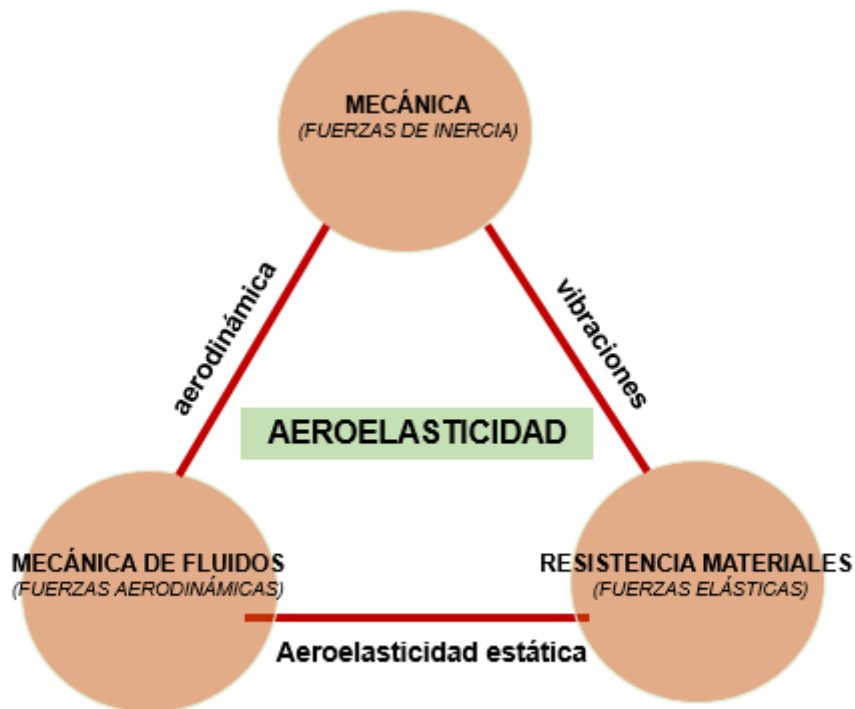 MECÁNICA
(FUERZAS DE INERCIA)
aerodinámica
vibraciones
AEROELASTICIDAD
MECÁNICA DE FLUIDOS
(FUERZAS AERODINÁMICAS)
RESISTENCIA MATERIALES
(FUERZAS ELÁSTICAS)
Aeroelasticidad estática